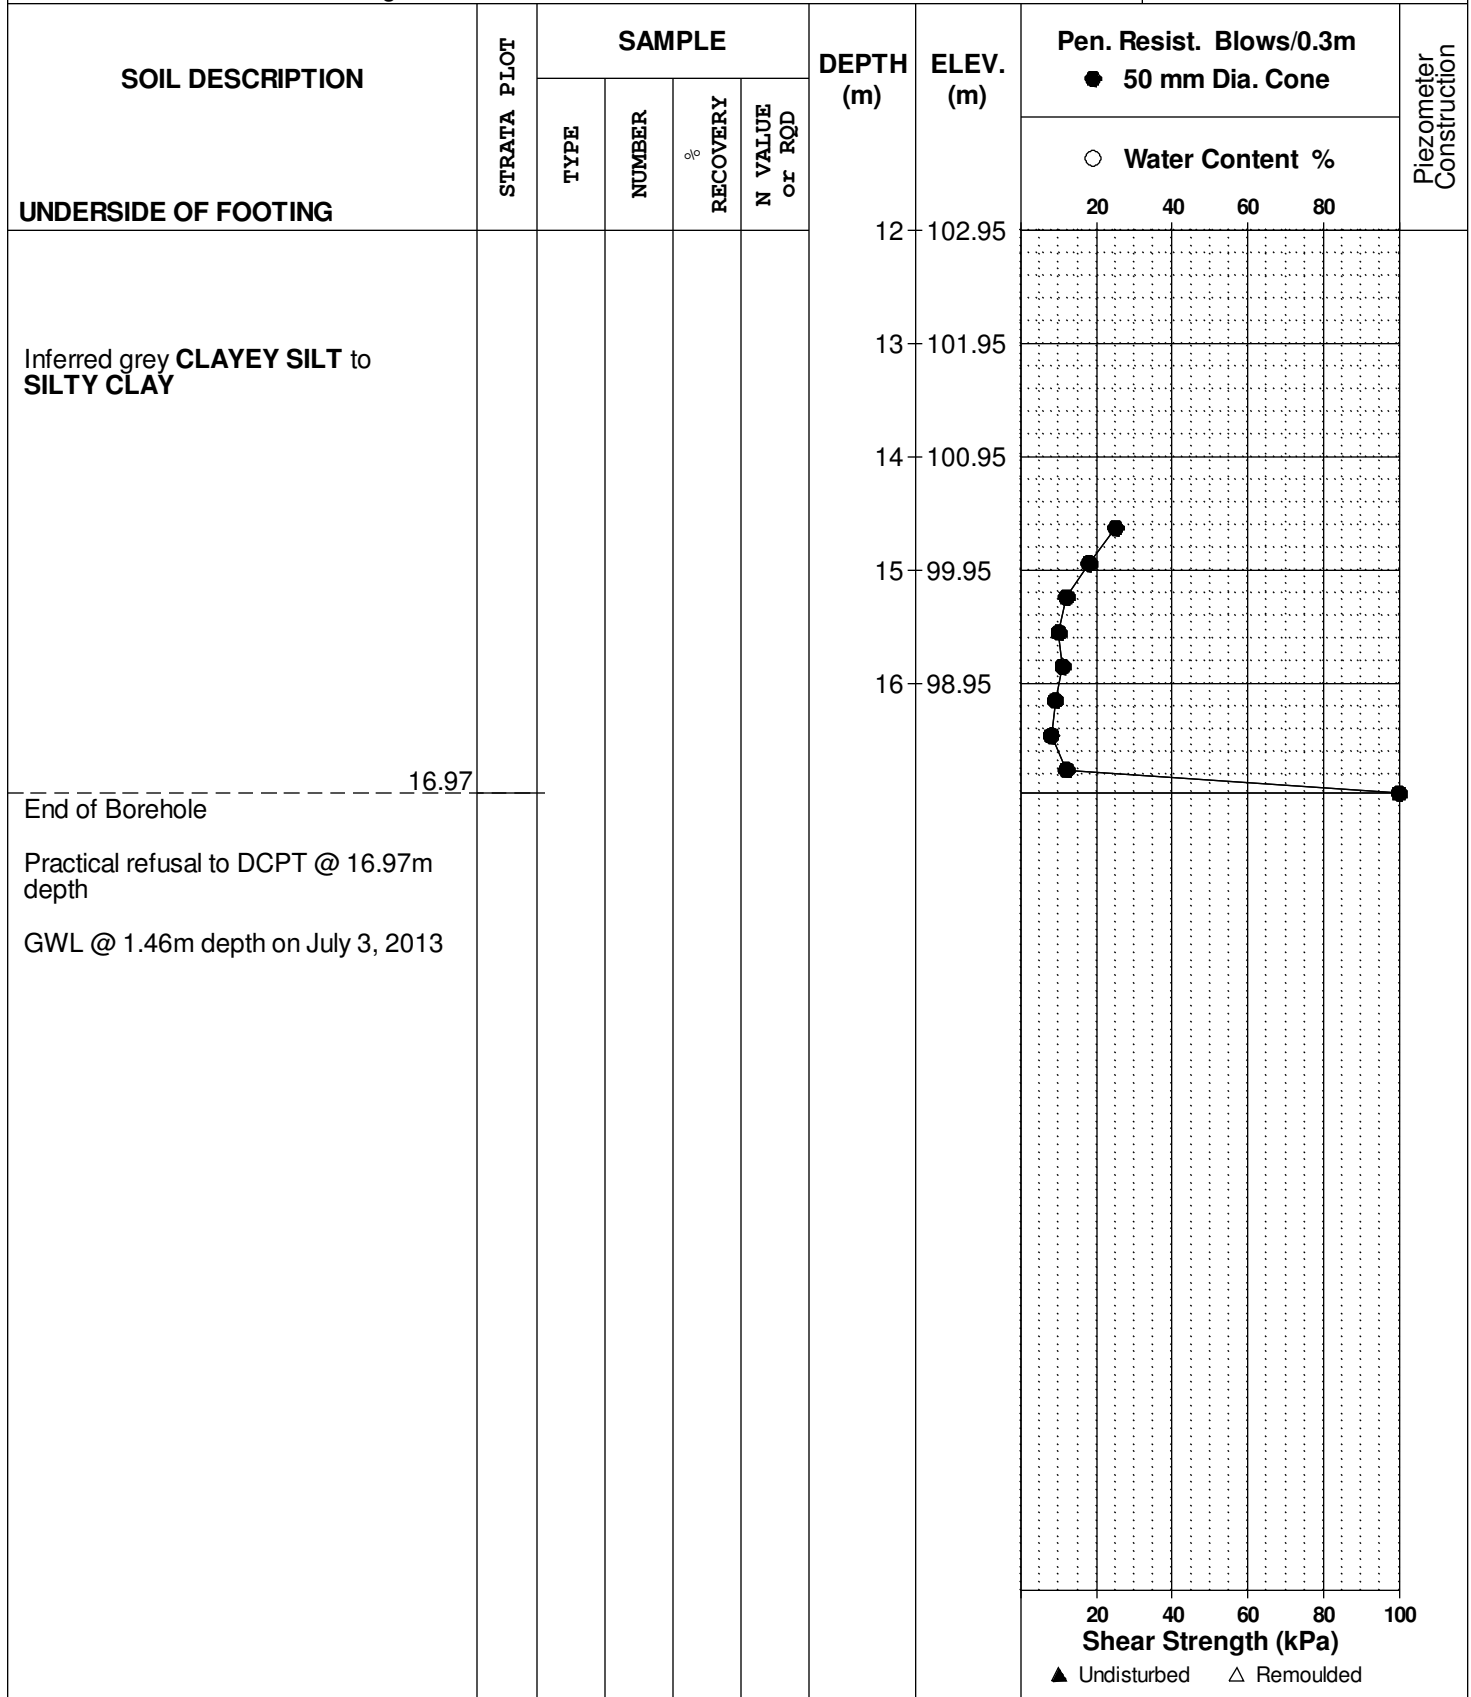 SOIL DESCRIPTION
UNDERSIDE OF FOOTING
STRATA PLOT
SAMPLE
TYPE
NUMBER
%
RECOVERY
N VALUE
or RQD
DEPTH
(m)
ELEV.
(m)
Pen. Resist. Blows/0.3m
● 50 mm Dia. Cone
○ Water Content %
20 40 60 80
Piezometer
Construction
12 102.95
13 101.95
Inferred grey CLAYEY SILT to
SILTY CLAY
14 100.95
15 99.95
16 98.95
16.97
End of Borehole
Practical refusal to DCPT @ 16.97m
depth
GWL @ 1.46m depth on July 3, 2013
20 40 60 80 100
Shear Strength (kPa)
▲ Undisturbed △ Remoulded